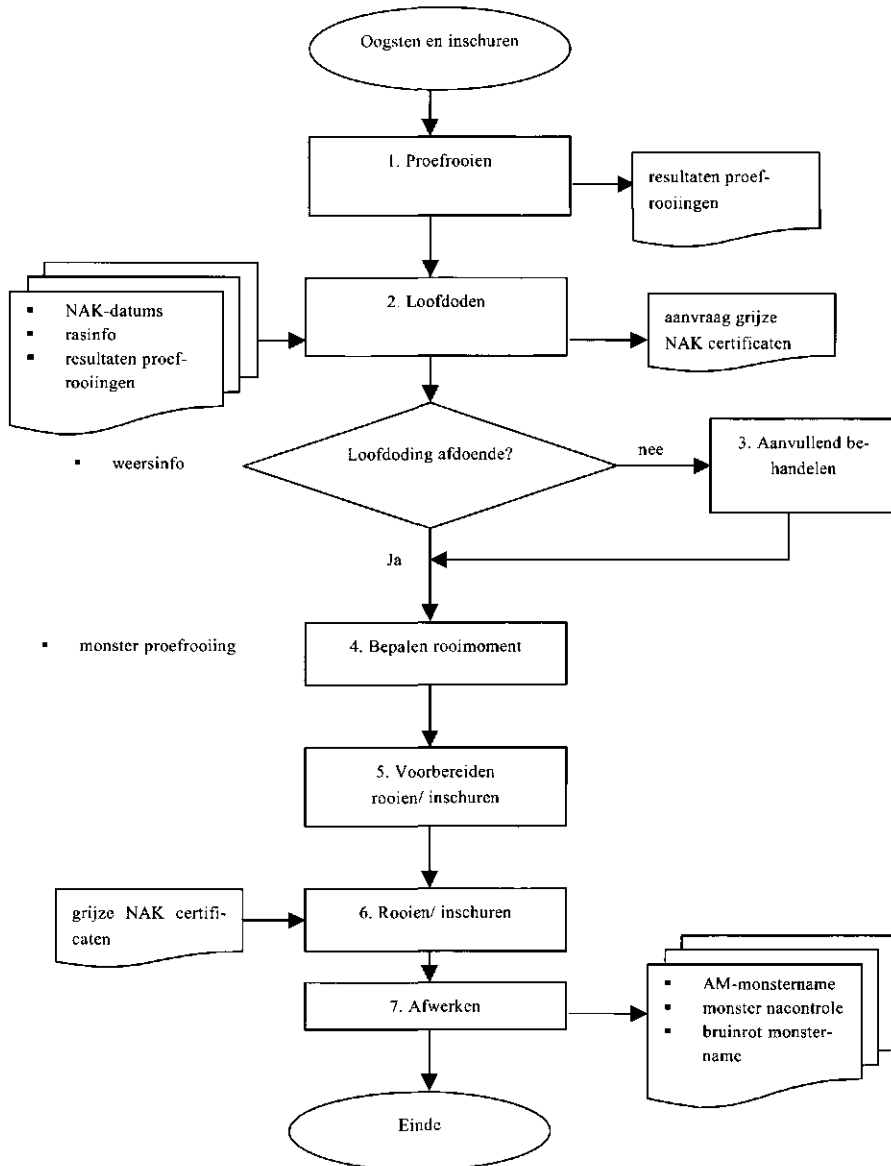 Oogsten en inschuren
1. Proefrooien
resultaten proef-
rooiingen
2. Loofdoden
▪ NAK-datums
▪ rasinfo
▪ resultaten proef-
rooiingen
aanvraag grijze
NAK certificaten
Loofdoding afdoende?
nee
3. Aanvullend be-
handelen
▪ weersinfo
Ja
▪ monster proefrooiing
4. Bepalen rooimoment
5. Voorbereiden
rooien/ inschuren
grijze NAK certifi-
caten
6. Rooien/ inschuren
7. Afwerken
▪ AM-monstername
▪ monster nacontrole
▪ bruinrot monster-
name
Einde